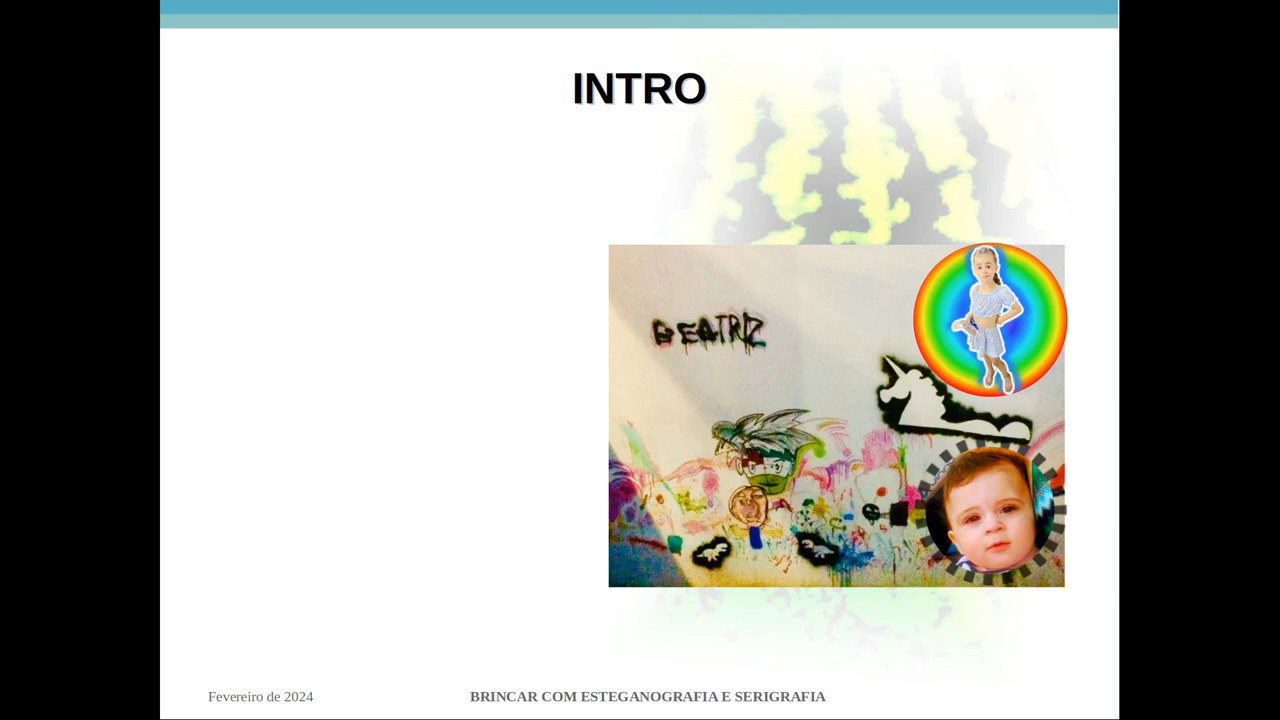 INTRO
BEATRIZ
Fevereiro de 2024
BRINCAR COM ESTEGANOGRAFIA E SERIGRAFIA